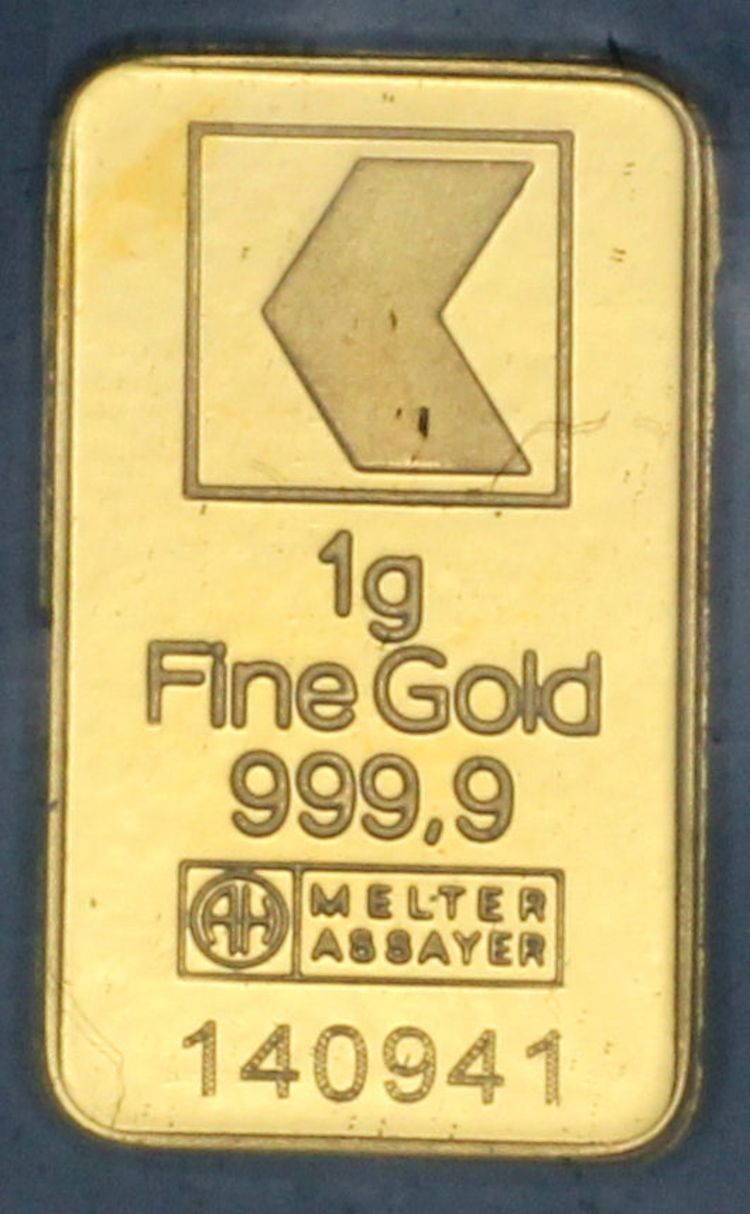 1g
Fine Gold
999,9
AH
MELTER
ASSAYER
140941